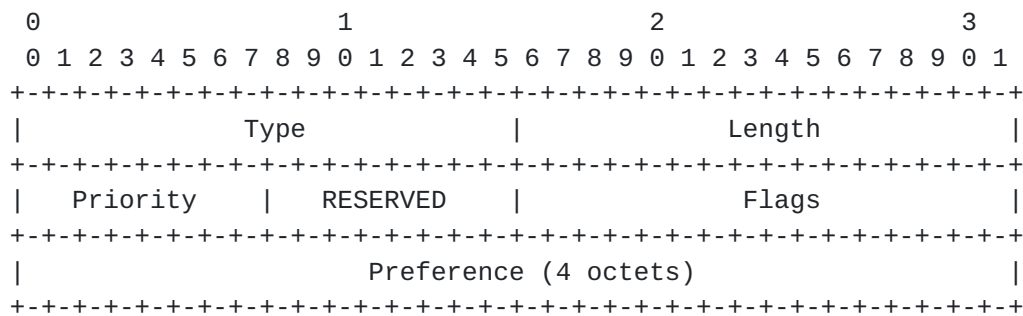 0                   1                   2                   3
 0 1 2 3 4 5 6 7 8 9 0 1 2 3 4 5 6 7 8 9 0 1 2 3 4 5 6 7 8 9 0 1
+-+-+-+-+-+-+-+-+-+-+-+-+-+-+-+-+-+-+-+-+-+-+-+-+-+-+-+-+-+-+-+-+
|              Type             |             Length            |
+-+-+-+-+-+-+-+-+-+-+-+-+-+-+-+-+-+-+-+-+-+-+-+-+-+-+-+-+-+-+-+-+
|   Priority    |   RESERVED    |              Flags            |
+-+-+-+-+-+-+-+-+-+-+-+-+-+-+-+-+-+-+-+-+-+-+-+-+-+-+-+-+-+-+-+-+
|                      Preference (4 octets)                    |
+-+-+-+-+-+-+-+-+-+-+-+-+-+-+-+-+-+-+-+-+-+-+-+-+-+-+-+-+-+-+-+-+